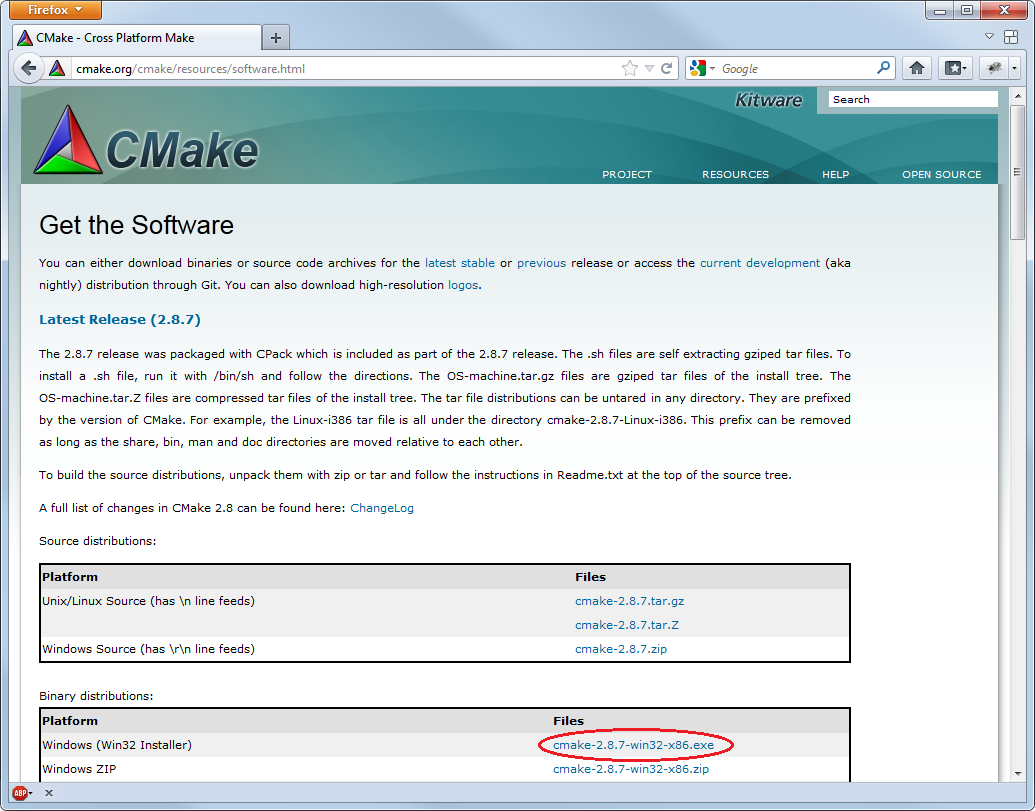 Firefox
CMake - Cross Platform Make
cmake.org/cmake/resources/software.html
Google
Kitware
Search
CMake
PROJECT RESOURCES HELP OPEN SOURCE
Get the Software
You can either download binaries or source code archives for the latest stable or previous release or access the current development (aka
nightly) distribution through Git. You can also download high-resolution logos.
Latest Release (2.8.7)
The 2.8.7 release was packaged with CPack which is included as part of the 2.8.7 release. The .sh files are self extracting gziped tar files. To
install a .sh file, run it with /bin/sh and follow the directions. The OS-machine.tar.gz files are gziped tar files of the install tree. The
OS-machine.tar.Z files are compressed tar files of the install tree. The tar file distributions can be untared in any directory. They are prefixed
by the version of CMake. For example, the Linux-i386 tar file is all under the directory cmake-2.8.7-Linux-i386. This prefix can be removed
as long as the share, bin, man and doc directories are moved relative to each other.
To build the source distributions, unpack them with zip or tar and follow the instructions in Readme.txt at the top of the source tree.
A full list of changes in CMake 2.8 can be found here: ChangeLog
Source distributions:
Platform Files
Unix/Linux Source (has \n line feeds) cmake-2.8.7.tar.gz
cmake-2.8.7.tar.Z
Windows Source (has \r\n line feeds) cmake-2.8.7.zip
Binary distributions:
Platform Files
Windows (Win32 Installer) cmake-2.8.7-win32-x86.exe
Windows ZIP cmake-2.8.7-win32-x86.zip
ABP